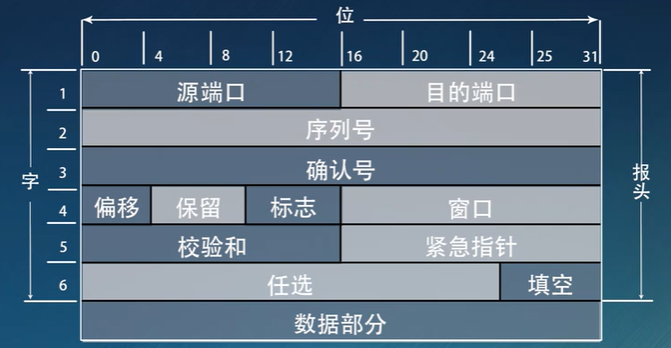 位
0 4 8 12 16 20 24 25 31
1 源端口 目的端口
2 序列号
3 确认号
字 报头
4 偏移 保留 标志 窗口
5 校验和 紧急指针
6 任选 填空
数据部分